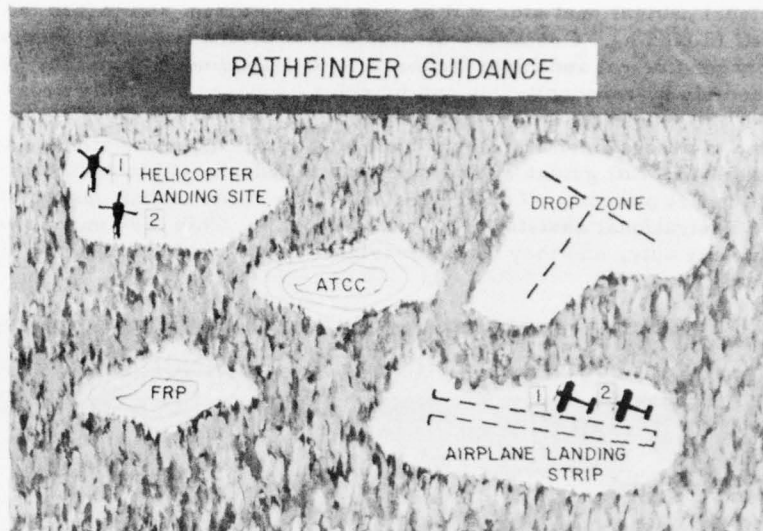 PATHFINDER GUIDANCE
1
HELICOPTER
LANDING SITE
2
DROP ZONE
ATCC
FRP
1 2
AIRPLANE LANDING
STRIP